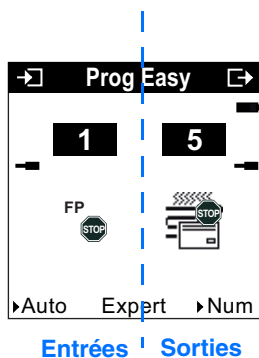 Prog Easy
1 5
FP
STOP STOP
Auto Expert Num
Entrées Sorties